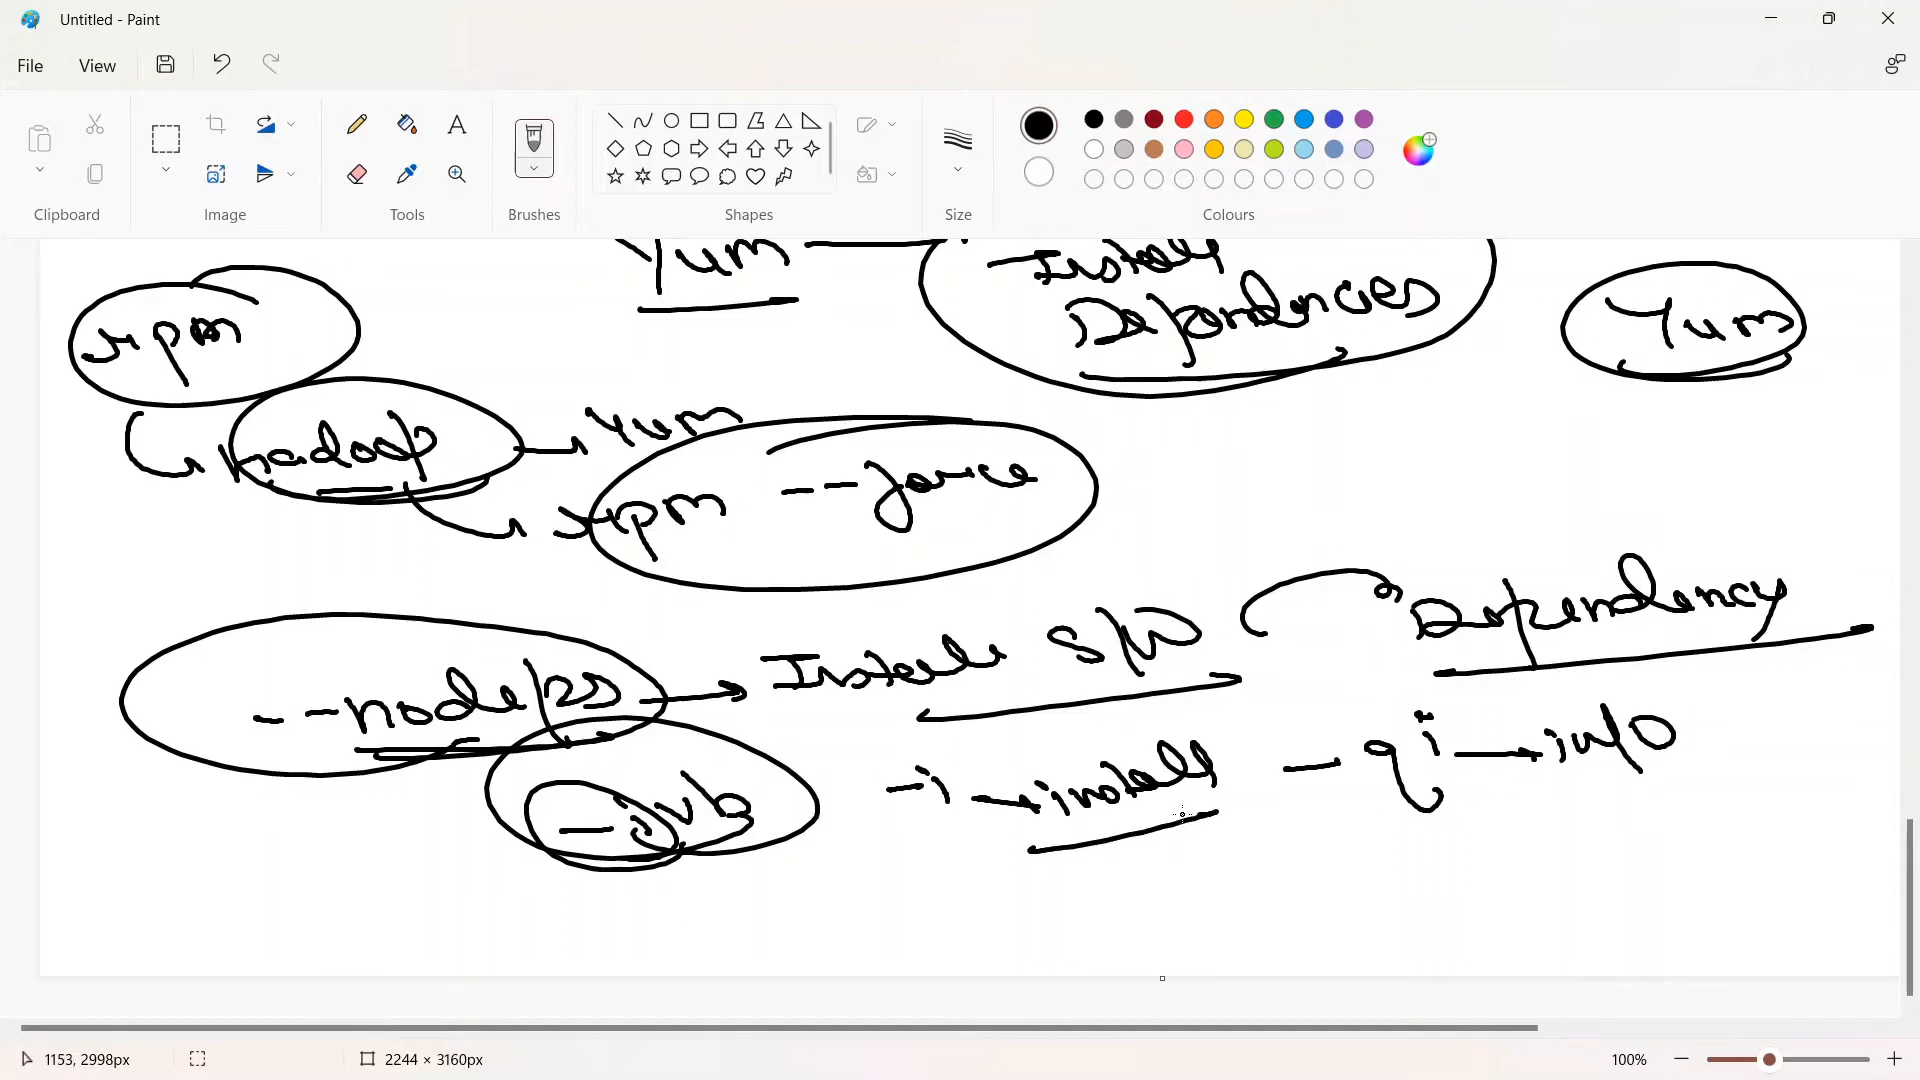 Untitled - Paint
File View
Clipboard Image Tools Brushes Shapes Size Colours
Yum - Install
Dependencies
Yum
rpm
hadoop Yum
rpm --force
--nodeps Install S/W Dependency
-ivh -i install -qi info
1153, 2998px 2244 × 3160px 100%